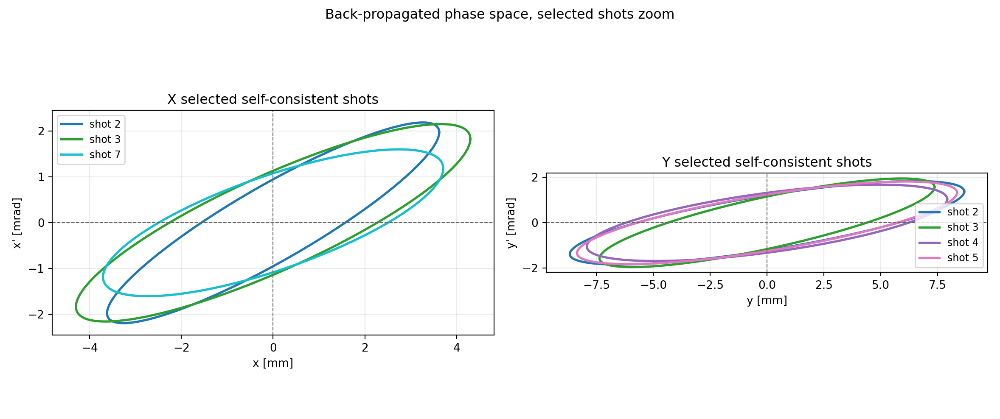 Back-propagated phase space, selected shots zoom
X selected self-consistent shots
shot 2
shot 3
shot 7
2
1
0
−1
−2
x' [mrad]
−4
−2
0
2
4
x [mm]
Y selected self-consistent shots
2
0
−2
y' [mrad]
shot 2
shot 3
shot 4
shot 5
−7.5
−5.0
−2.5
0.0
2.5
5.0
7.5
y [mm]